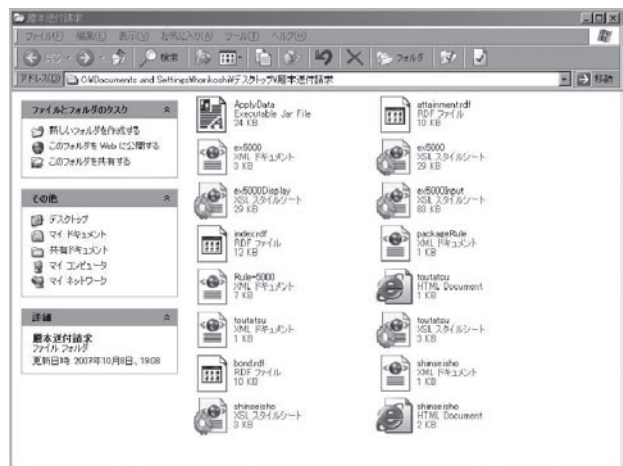 謄本送付請求
ファイル(F) 編集(E) 表示(V) お気に入り(A) ツール(T) ヘルプ(H)
検索 フォルダ
アドレス(D) C:¥Documents and Settings¥horikoshi¥デスクトップ¥謄本送付請求 移動
ファイルとフォルダのタスク
新しいフォルダを作成する
このフォルダを Web に公開する
このフォルダを共有する
その他
デスクトップ
マイ ドキュメント
共有ドキュメント
マイ コンピュータ
マイ ネットワーク
詳細
謄本送付請求
ファイル フォルダ
更新日時: 2007年10月8日、19:08
ApplyData
Executable Jar File
24 KB
attainment.rdf
RDF ファイル
10 KB
ex5000
XML ドキュメント
3 KB
ex5000
XSL スタイルシート
29 KB
ex5000Display
XSL スタイルシート
29 KB
ex5000Input
XSL スタイルシート
83 KB
index.rdf
RDF ファイル
12 KB
packageRule
XML ドキュメント
1 KB
Rule-5000
XML ドキュメント
7 KB
toutatsu
HTML Document
1 KB
toutatsu
XML ドキュメント
1 KB
toutatsu
XSL スタイルシート
3 KB
bond.rdf
RDF ファイル
10 KB
shinseisho
XML ドキュメント
1 KB
shinseisho
XSL スタイルシート
3 KB
shinseisho
HTML Document
2 KB